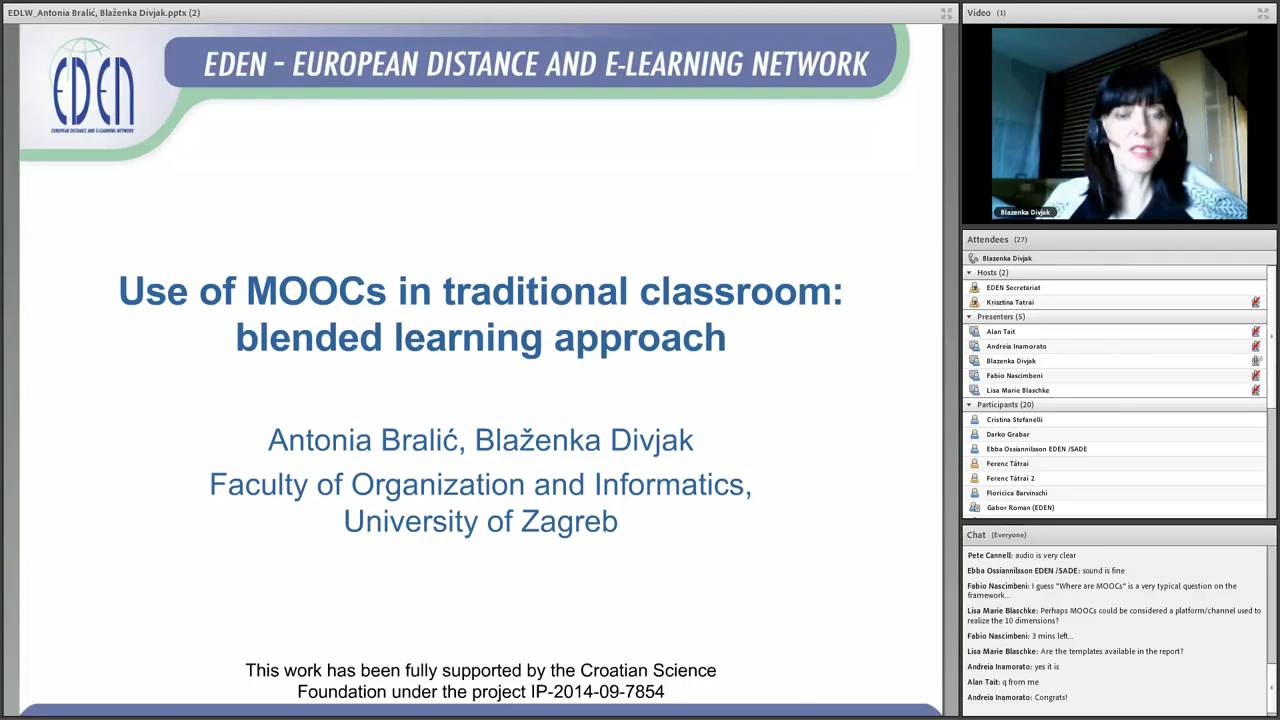 EDLW_Antonia Bralić, Blaženka Divjak.pptx (2)
EDEN
EUROPEAN DISTANCE AND E-LEARNING NETWORK
EDEN – EUROPEAN DISTANCE AND E-LEARNING NETWORK
Use of MOOCs in traditional classroom:
blended learning approach
Antonia Bralić, Blaženka Divjak
Faculty of Organization and Informatics,
University of Zagreb
This work has been fully supported by the Croatian Science
Foundation under the project IP-2014-09-7854
Video (1)
Blazenka Divjak
Attendees (27)
Blazenka Divjak
Hosts (2)
EDEN Secretariat
Krisztina Tatrai
Presenters (5)
Alan Tait
Andreia Inamorato
Blazenka Divjak
Fabio Nascimbeni
Lisa Marie Blaschke
Participants (20)
Cristina Stefanelli
Darko Grabar
Ebba Ossiannilsson EDEN /SADE
Ferenc Tátrai
Ferenc Tátrai 2
Floricica Barvinschi
Gabor Roman (EDEN)
Chat (Everyone)
Pete Cannell: audio is very clear
Ebba Ossiannilsson EDEN /SADE: sound is fine
Fabio Nascimbeni: I guess "Where are MOOCs" is a very typical question on the
framework...
Lisa Marie Blaschke: Perhaps MOOCs could be considered a platform/channel used to
realize the 10 dimensions?
Fabio Nascimbeni: 3 mins left...
Lisa Marie Blaschke: Are the templates available in the report?
Andreia Inamorato: yes it is
Alan Tait: q from me
Andreia Inamorato: Congrats!